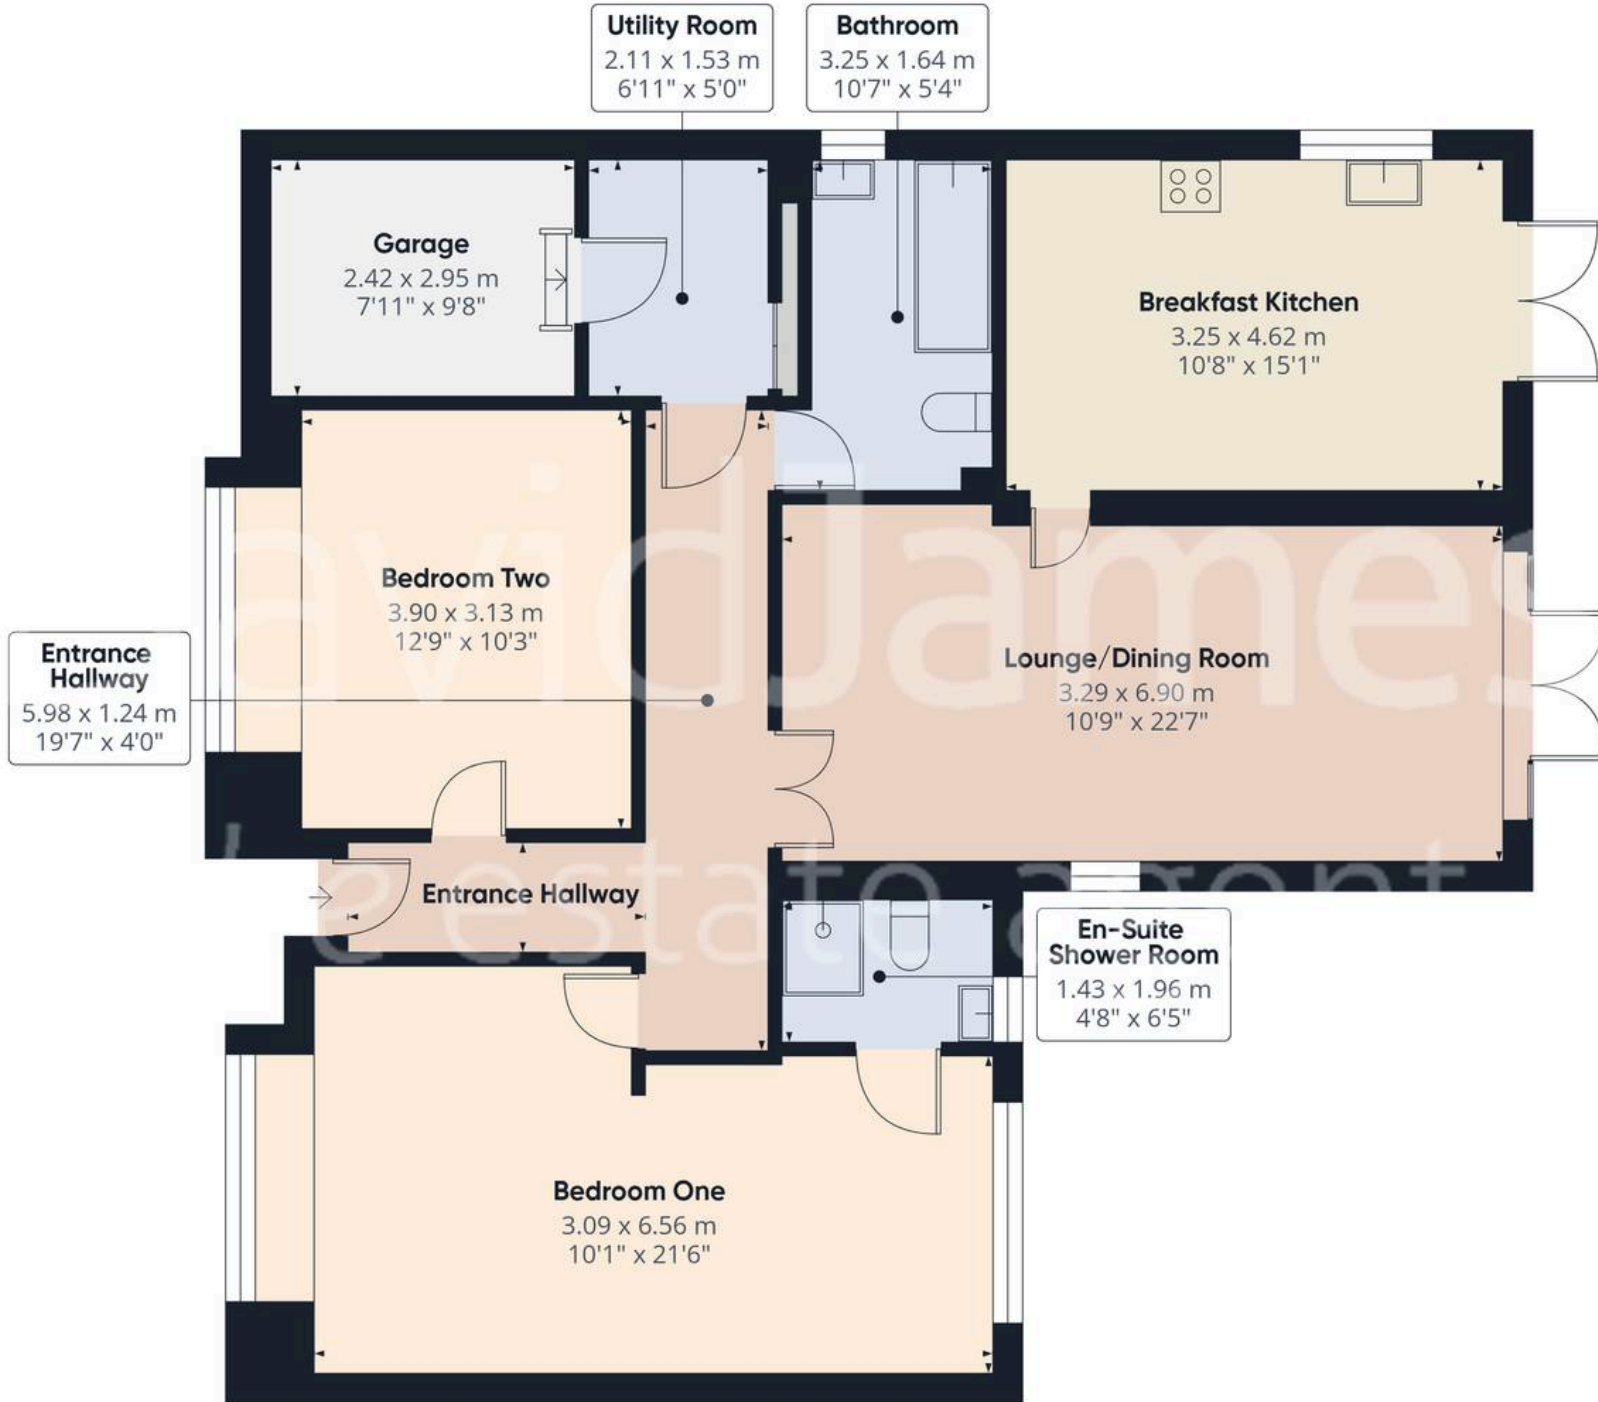 Utility Room
2.11 x 1.53 m
6'11" x 5'0"
Bathroom
3.25 x 1.64 m
10'7" x 5'4"
Garage
2.42 x 2.95 m
7'11" x 9'8"
Breakfast Kitchen
3.25 x 4.62 m
10'8" x 15'1"
Bedroom Two
3.90 x 3.13 m
12'9" x 10'3"
Entrance
Hallway
5.98 x 1.24 m
19'7" x 4'0"
Lounge/Dining Room
3.29 x 6.90 m
10'9" x 22'7"
Entrance Hallway
En-Suite
Shower Room
1.43 x 1.96 m
4'8" x 6'5"
Bedroom One
3.09 x 6.56 m
10'1" x 21'6"
avidJames
e estate agent